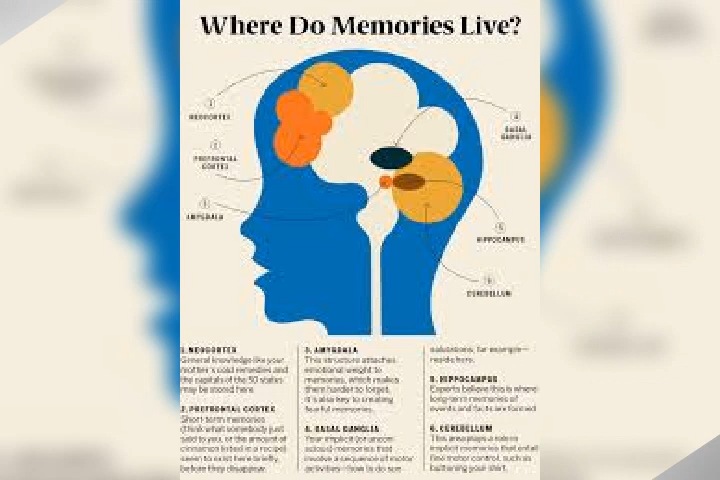 Where Do Memories Live?
1
NEOCORTEX
2
PREFRONTAL
CORTEX
3
AMYGDALA
4
BASAL
GANGLIA
5
HIPPOCAMPUS
6
CEREBELLUM
1. NEOCORTEX
General knowledge like your
mother's cold remedies and
the capitals of the 50 states
may be stored here.
2. PREFRONTAL CORTEX
Short-term memories
(think what somebody just
said to you, or the amount of
cinnamon listed in a recipe)
seem to exist here briefly,
before they disappear.
3. AMYGDALA
This structure attaches
emotional weight to
memories, which makes
them harder to forget.
It's also key to creating
fearful memories.
4. BASAL GANGLIA
Your implicit (or uncon-
scious) memories that
involve a sequence of motor
activities—how to do sun
salutations, for example—
reside here.
5. HIPPOCAMPUS
Experts believe this is where
long-term memories of
events and facts are formed
6. CEREBELLUM
This area plays a role in
implicit memories that entail
fine motor control, such as
buttoning your shirt.